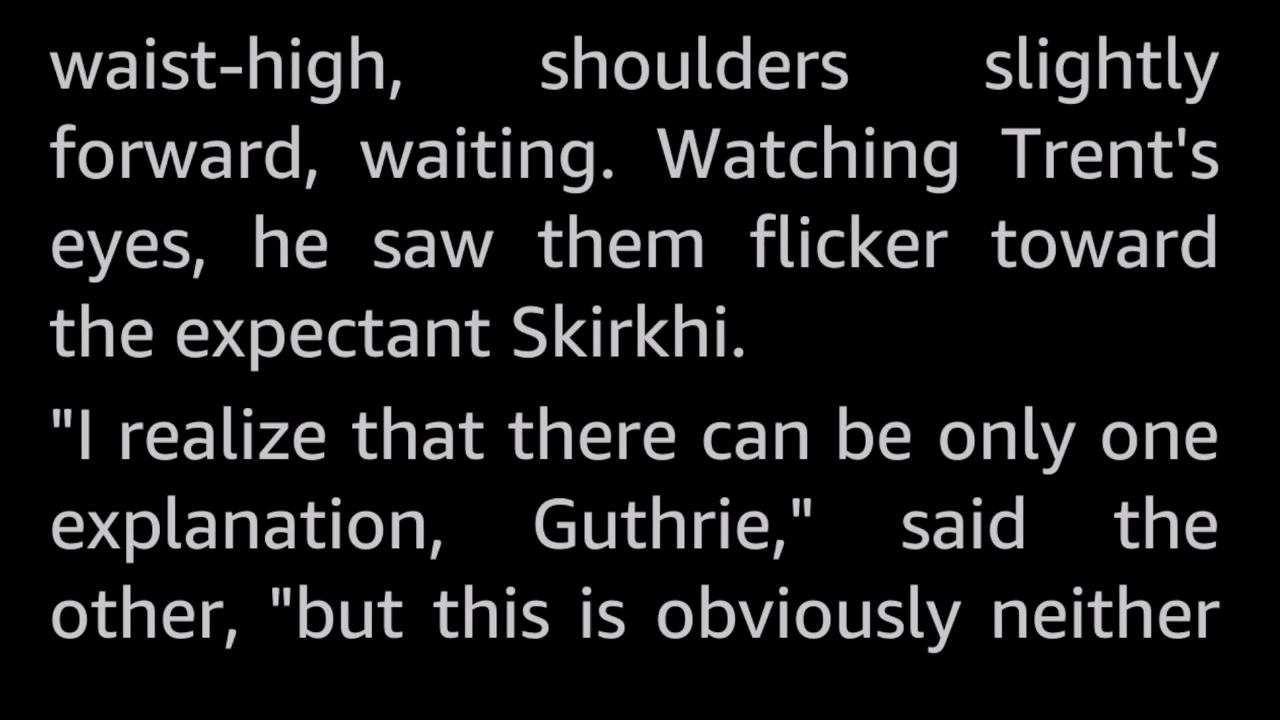 waist-high, shoulders slightly
forward, waiting. Watching Trent's
eyes, he saw them flicker toward
the expectant Skirkhi.
"I realize that there can be only one
explanation, Guthrie," said the
other, "but this is obviously neither